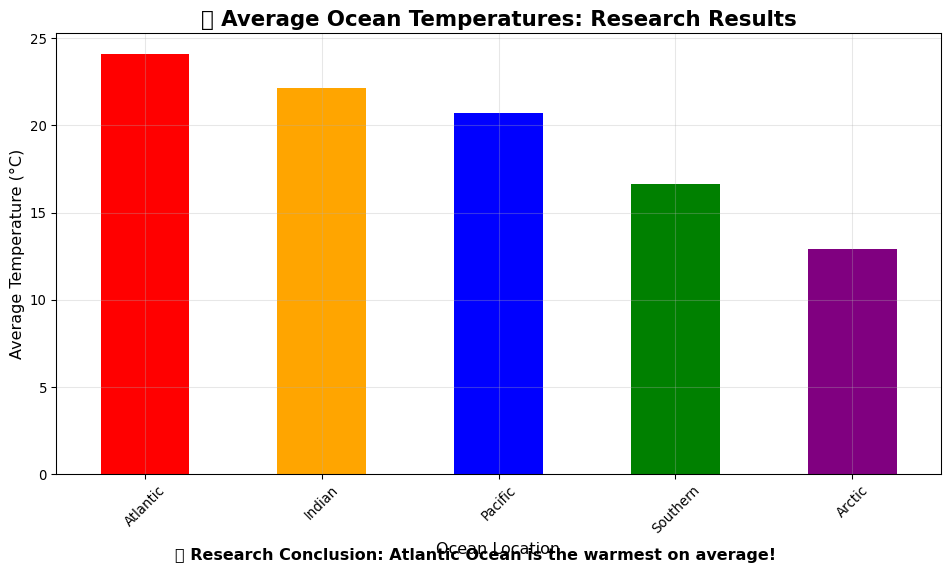 ▯ Average Ocean Temperatures: Research Results
25
20
15
10
5
0
Average Temperature (°C)
Atlantic
Indian
Pacific
Southern
Arctic
Ocean Location
▯ Research Conclusion: Atlantic Ocean is the warmest on average!